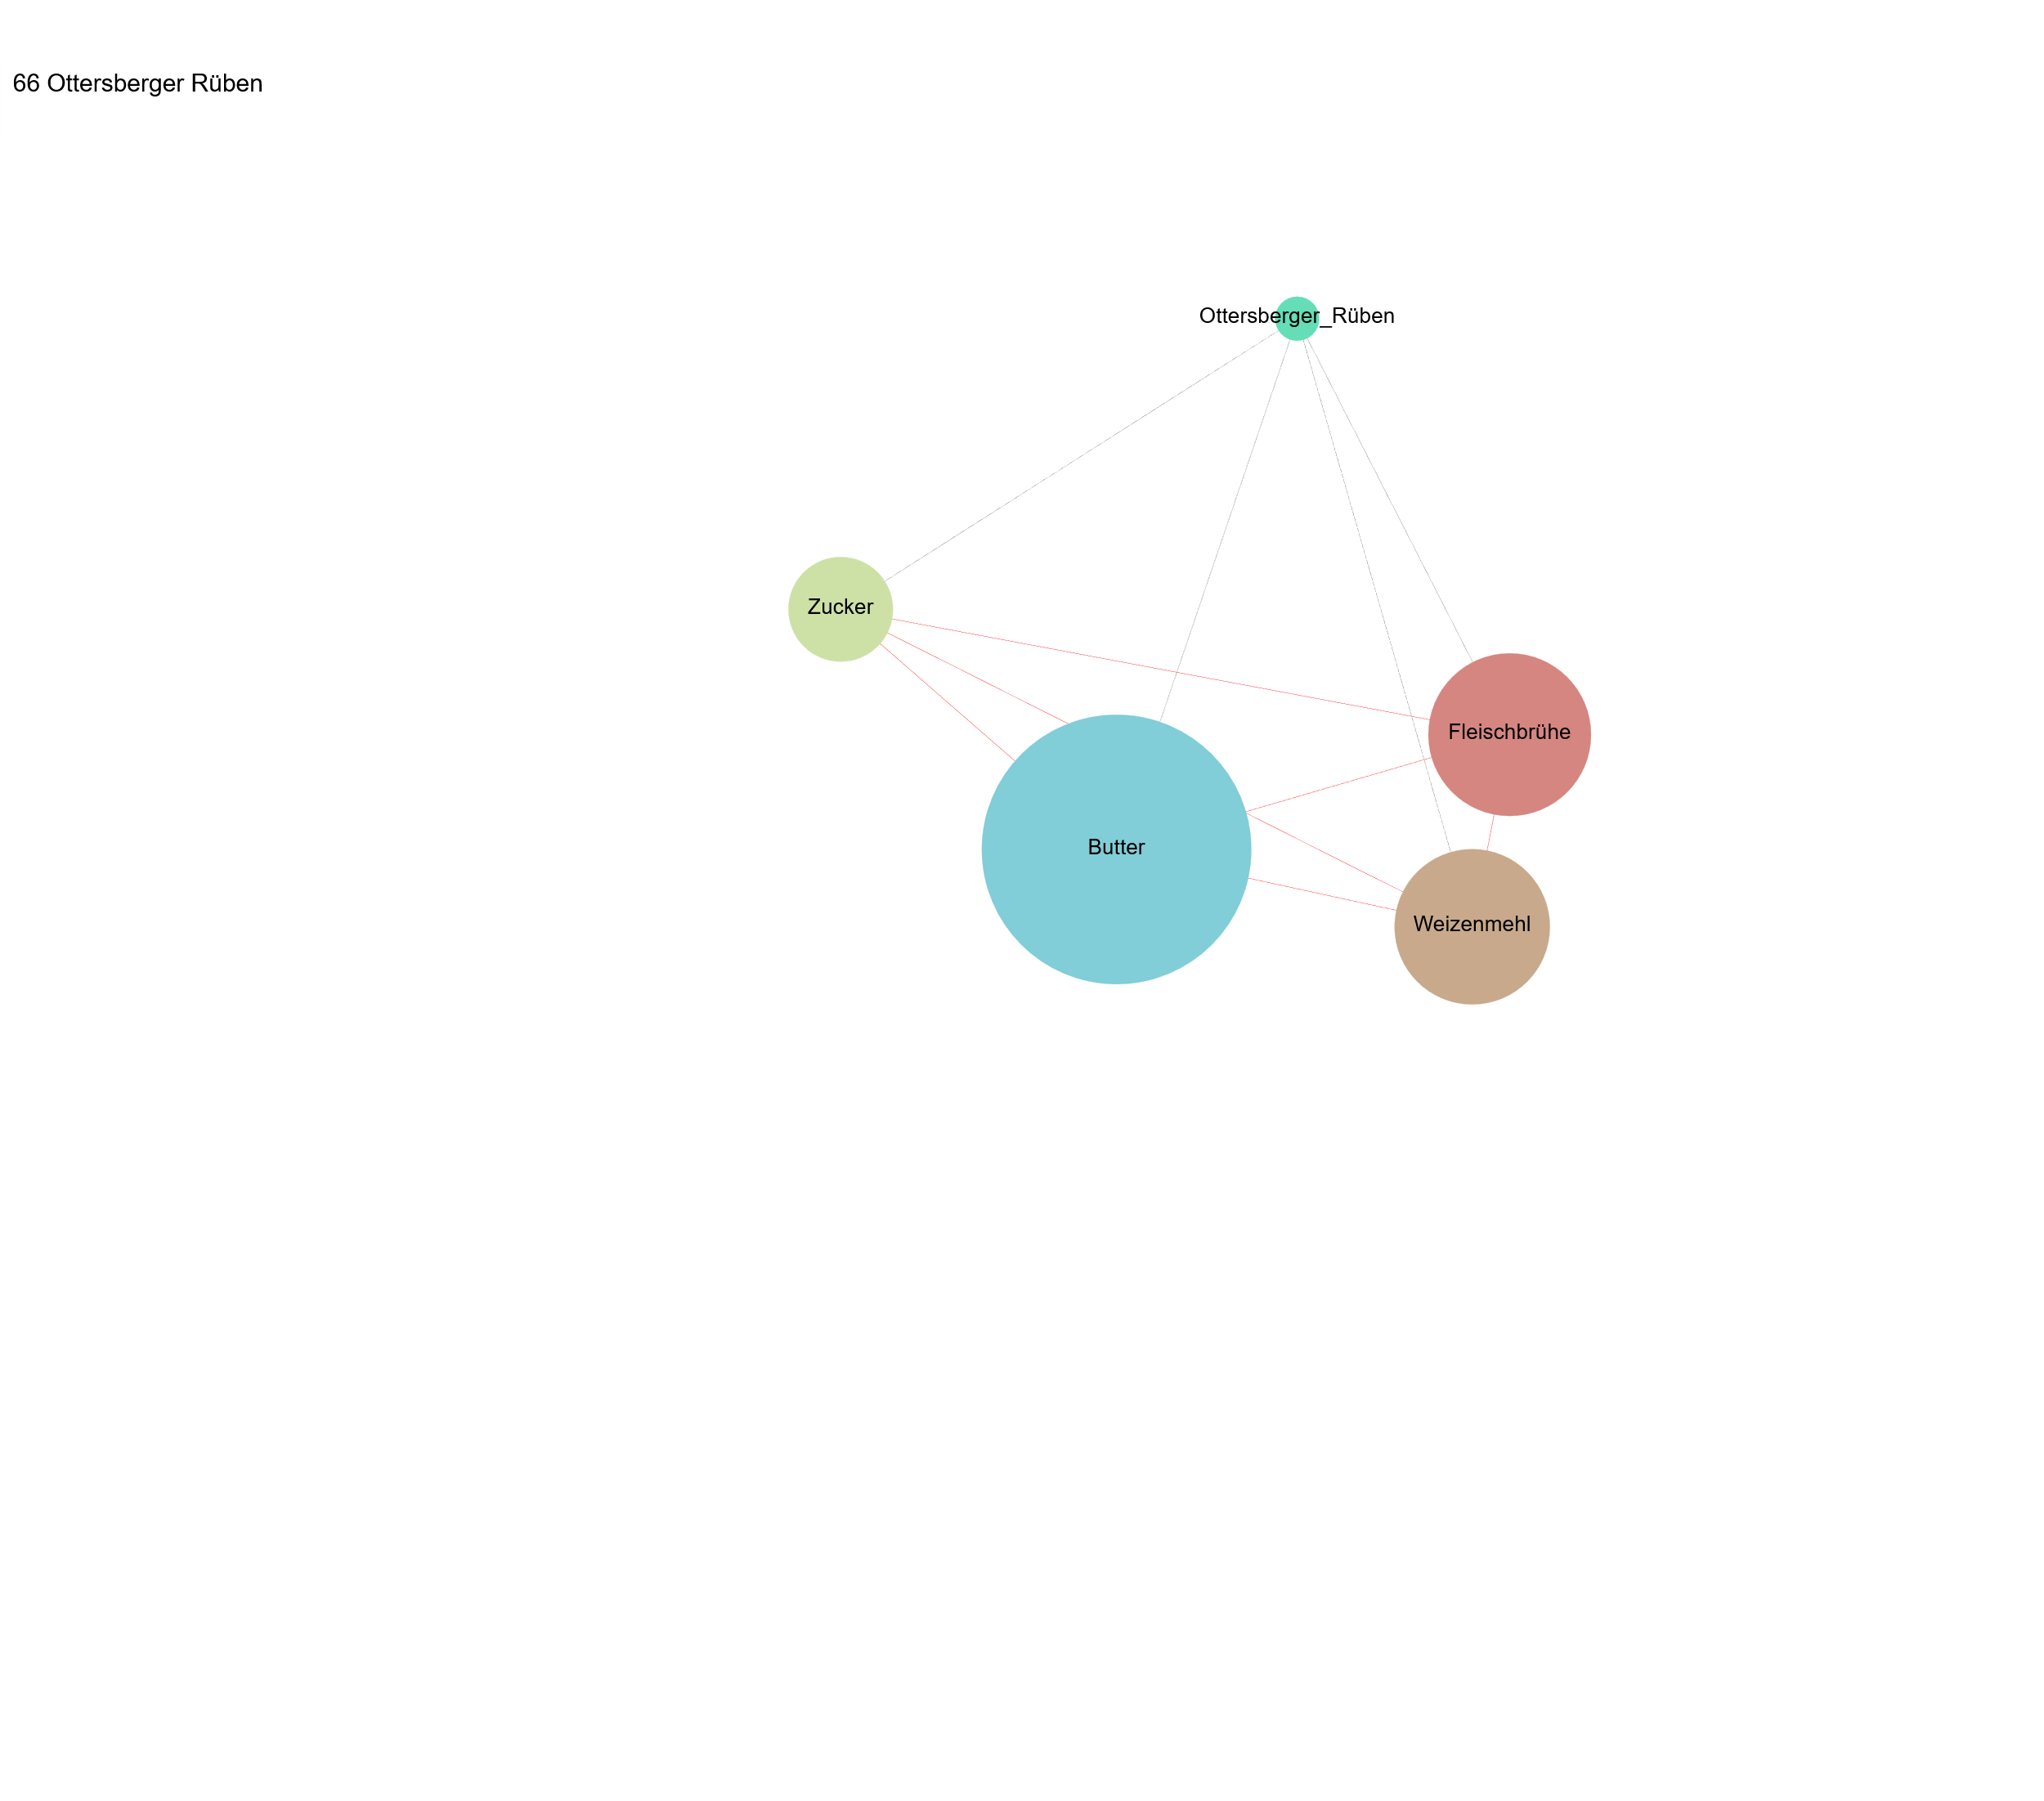 66 Ottersberger Rüben
Ottersberger_Rüben
Zucker
Fleischbrühe
Butter
Weizenmehl